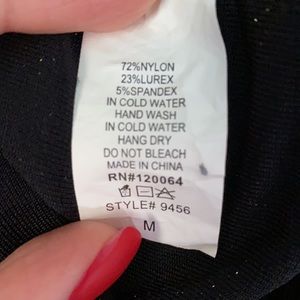 72%NYLON
23%LUREX
5%SPANDEX
IN COLD WATER
HAND WASH
IN COLD WATER
HANG DRY
DO NOT BLEACH
MADE IN CHINA
RN#120064
STYLE# 9456
M